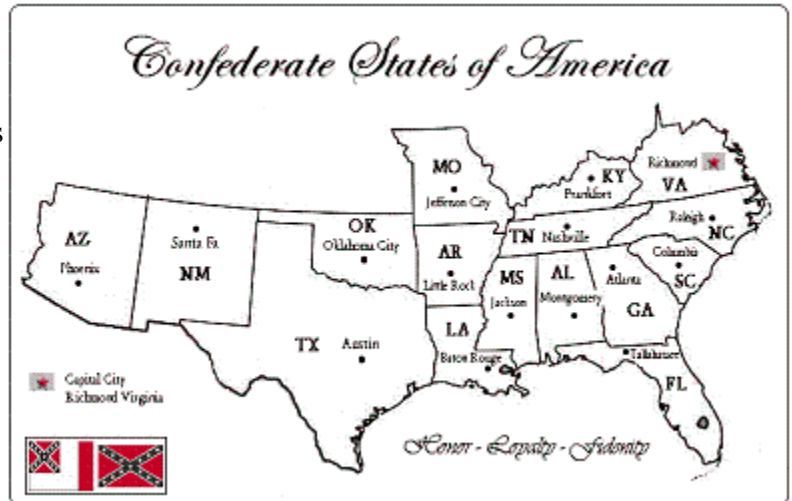 Confederate States of America
s
MO
Jefferson City
KY
Frankfort
Richmond
VA
AZ
Phoenix
Santa Fa
NM
OK
Oklahoma City
AR
Little Rock
TN
Nashville
Raleigh
NC
Columbia
SC
MS
Jackson
AL
Montgomery
Atlanta
GA
TX
Austin
LA
Baton Rouge
Tallahassee
FL
Capital City
Richmond Virginia
Honor - Loyalty - Fidenity